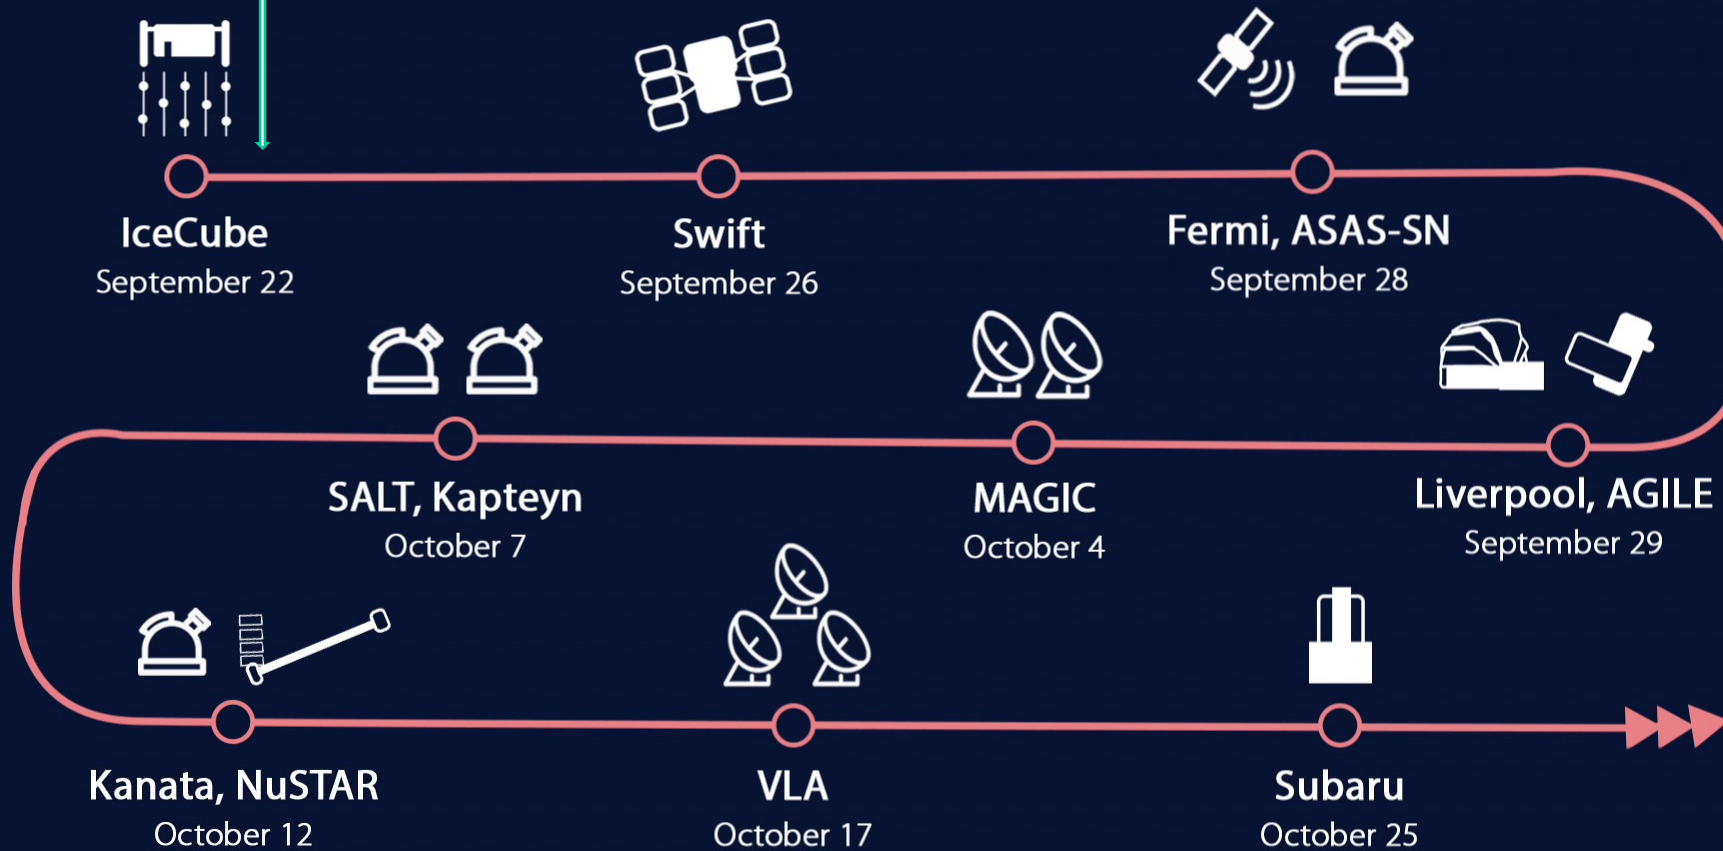 IceCube
September 22
Swift
September 26
Fermi, ASAS-SN
September 28
Liverpool, AGILE
September 29
MAGIC
October 4
SALT, Kapteyn
October 7
Kanata, NuSTAR
October 12
VLA
October 17
Subaru
October 25